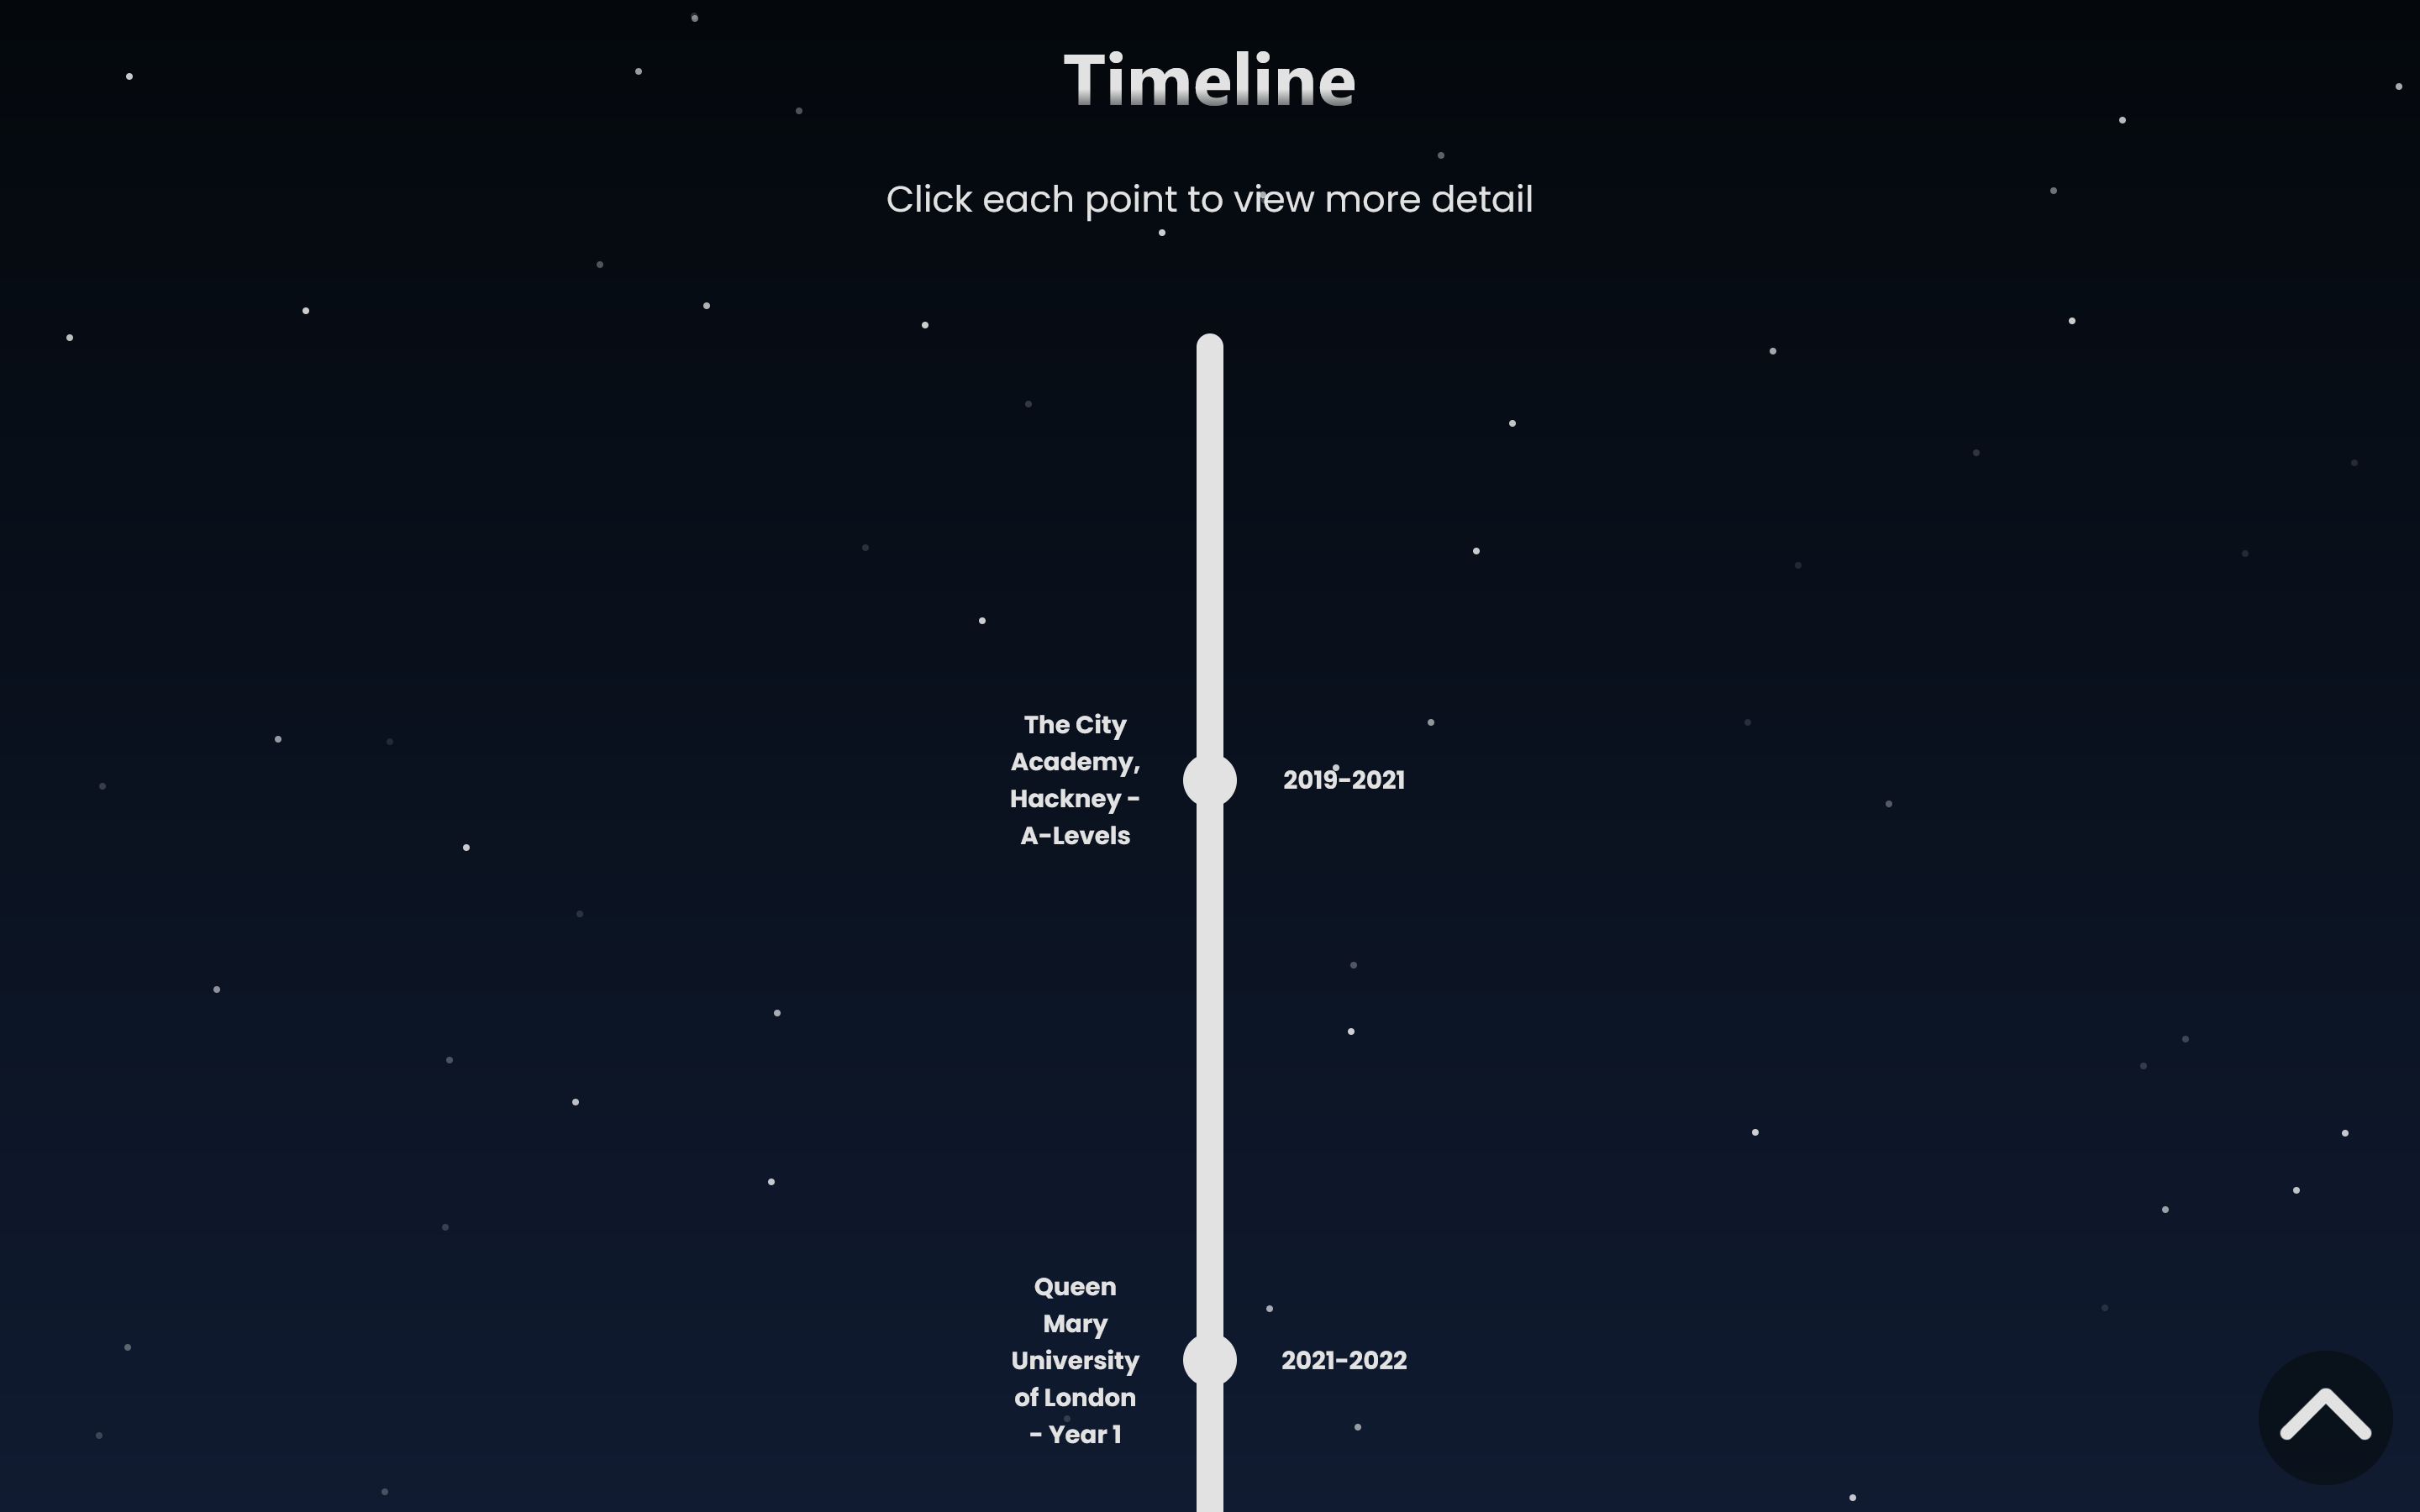 Timeline
Click each point to view more detail
The City
Academy,
Hackney -
A-Levels
2019-2021
Queen
Mary
University
of London
- Year 1
2021-2022